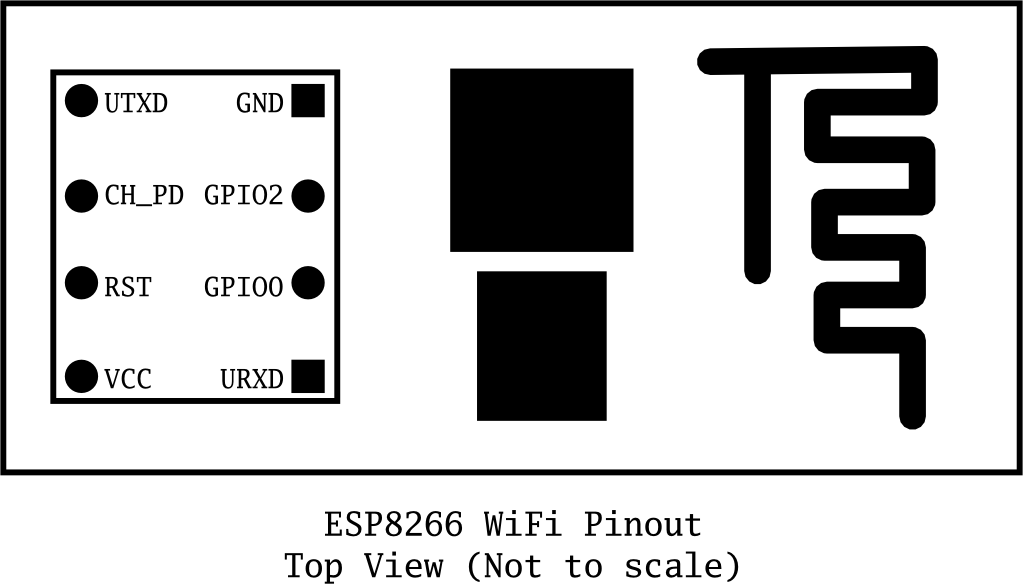 UTXD GND
CH_PD GPIO2
RST GPIO0
VCC URXD
ESP8266 WiFi Pinout
Top View (Not to scale)